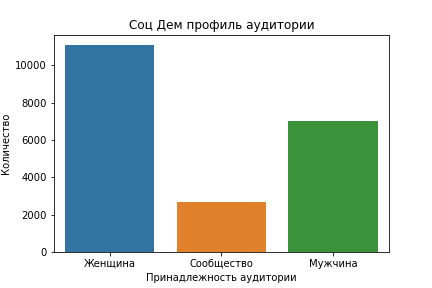 Соц Дем профиль аудитории
Количество
10000
8000
6000
4000
2000
0
Женщина
Сообщество
Мужчина
Принадлежность аудитории